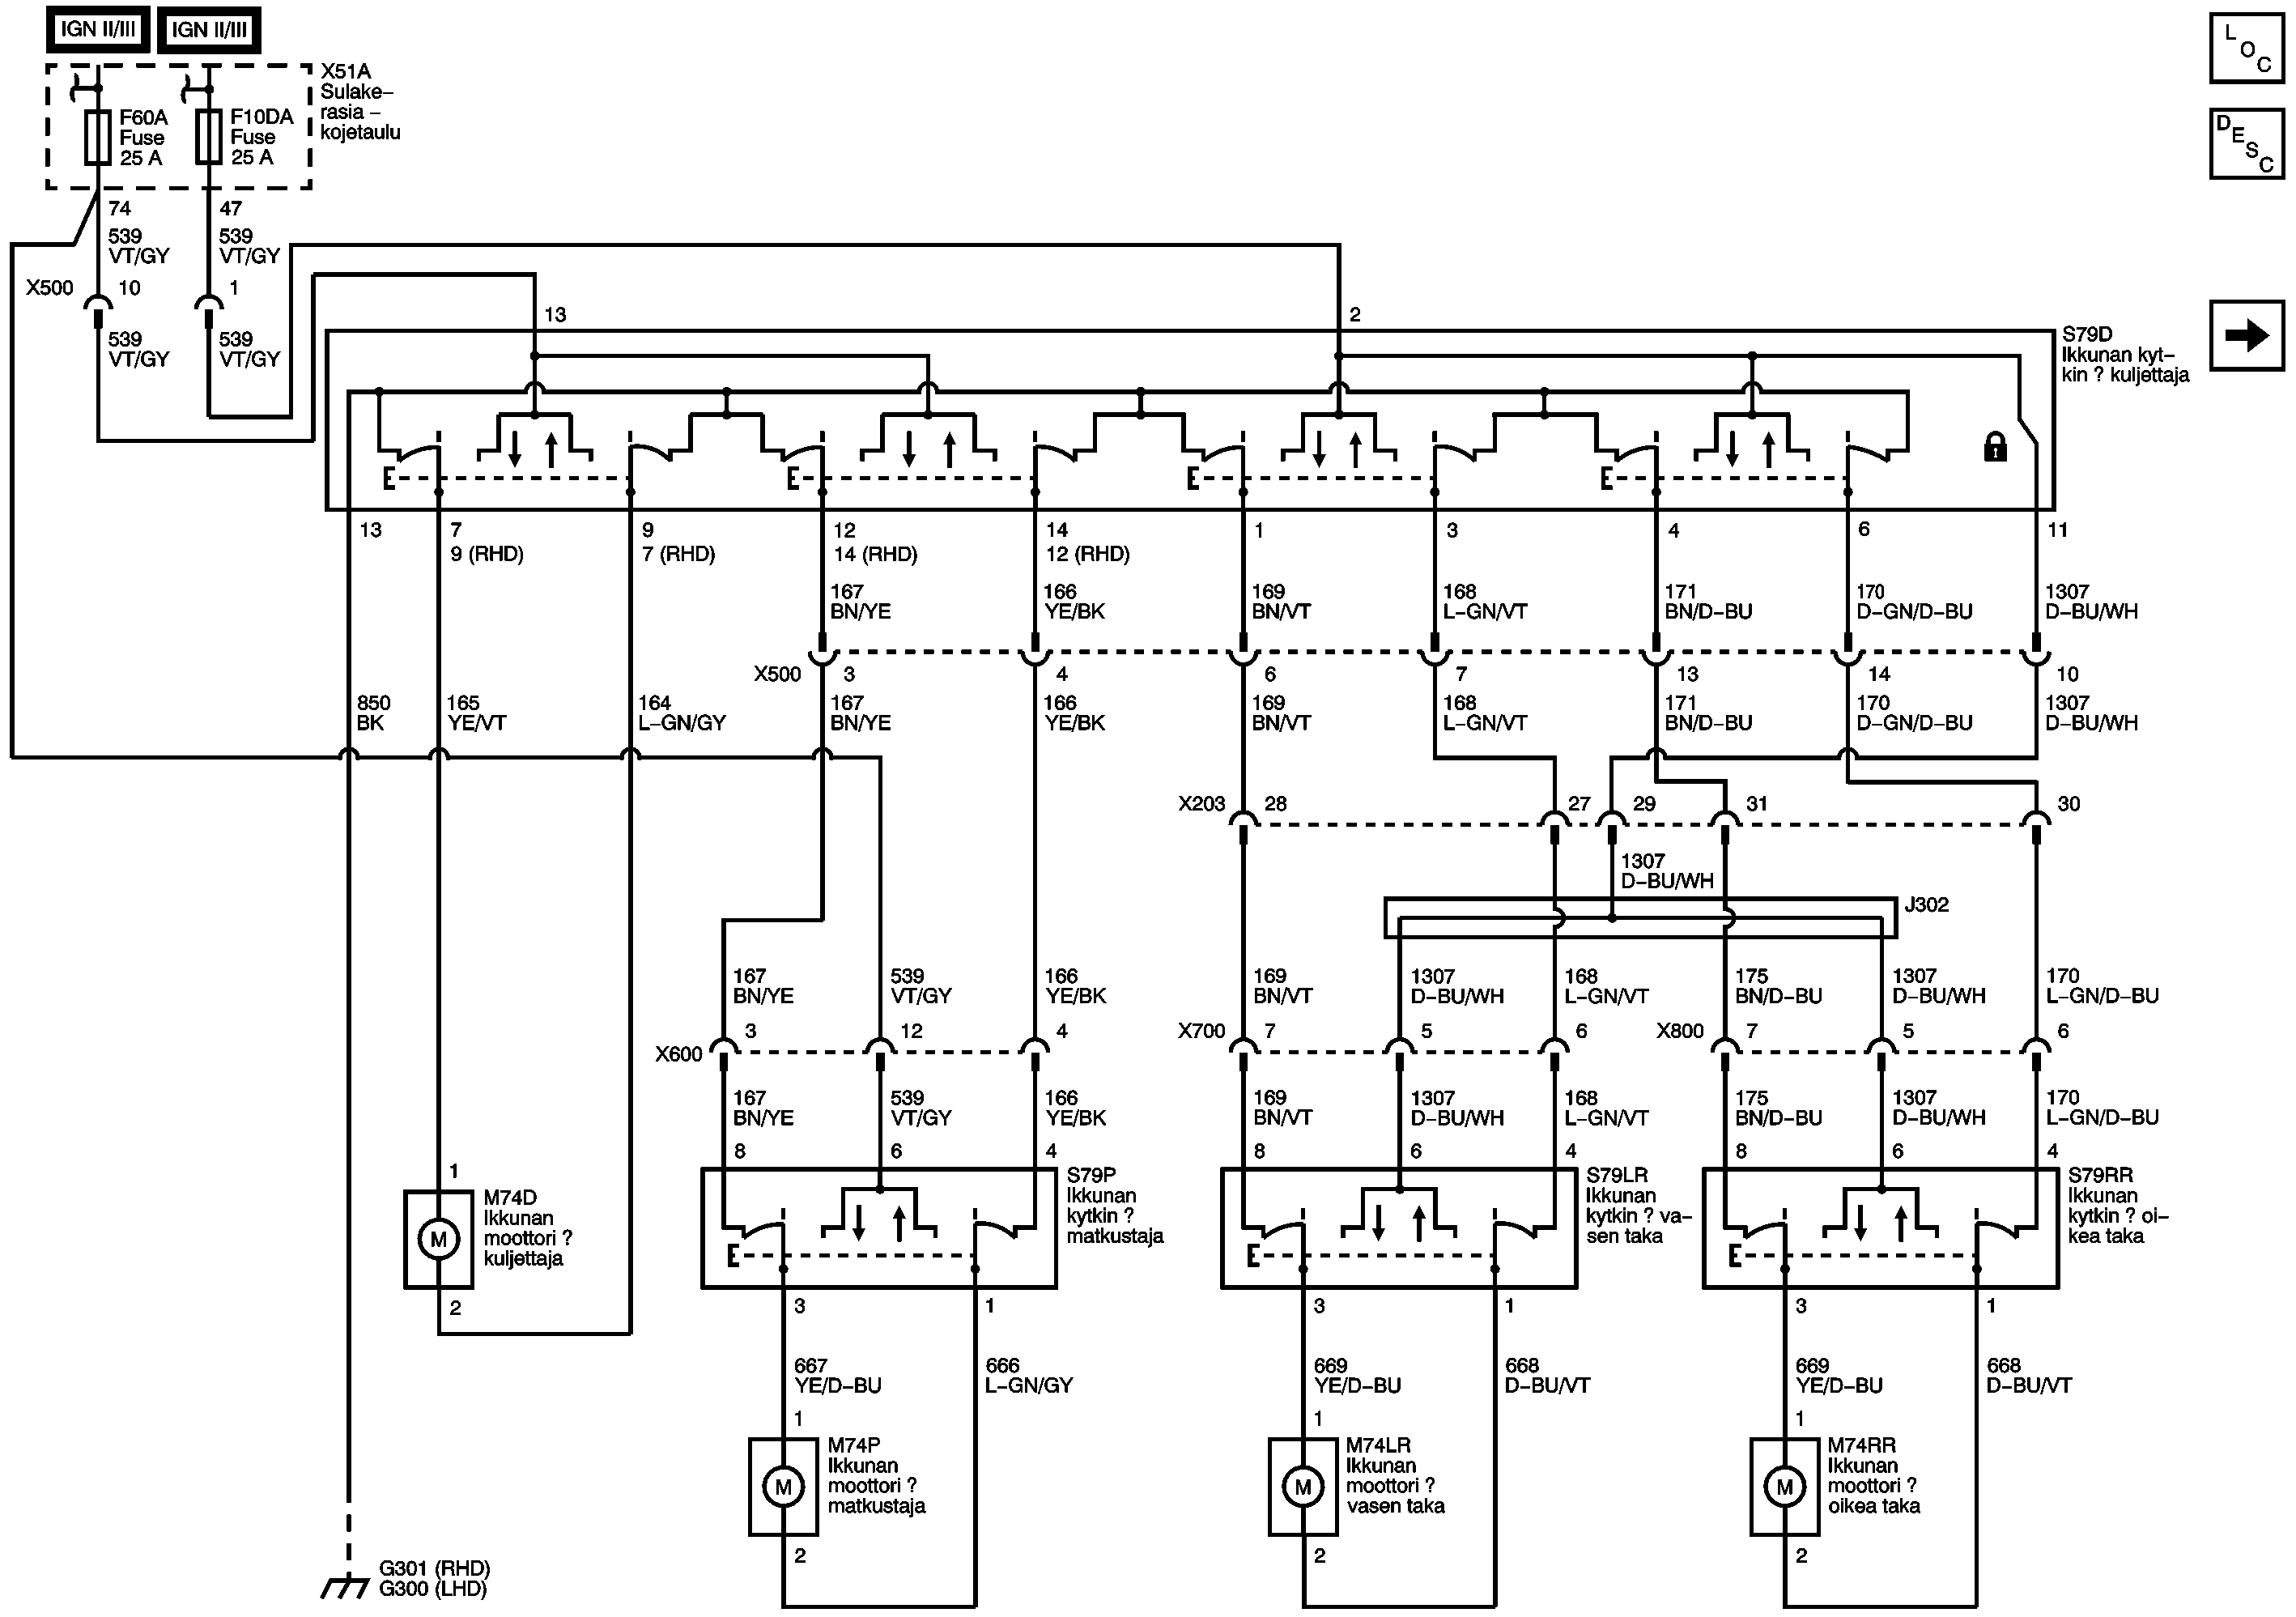 IGN II/III
IGN II/III
L
O
C
D
E
S
C
X51A
Sulake–
rasia –
kojetaulu
F60A
Fuse
25 A
F10DA
Fuse
25 A
74
47
539
VT/GY
539
VT/GY
X500
10
1
539
VT/GY
539
VT/GY
13
2
S79D
Ikkunan kyt–
kin ? kuljettaja
13
7
9 (RHD)
9
7 (RHD)
12
14 (RHD)
14
12 (RHD)
1
3
4
6
11
167
BN/YE
166
YE/BK
169
BN/VT
168
L–GN/VT
171
BN/D–BU
170
D–GN/D–BU
1307
D–BU/WH
X500
3
4
6
7
13
14
10
850
BK
165
YE/VT
164
L–GN/GY
167
BN/YE
166
YE/BK
169
BN/VT
168
L–GN/VT
171
BN/D–BU
170
D–GN/D–BU
1307
D–BU/WH
X203
28
27
29
31
30
1307
D–BU/WH
J302
167
BN/YE
539
VT/GY
166
YE/BK
169
BN/VT
1307
D–BU/WH
168
L–GN/VT
175
BN/D–BU
1307
D–BU/WH
170
L–GN/D–BU
X600
3
12
4
X700
7
5
6
X800
7
5
6
167
BN/YE
539
VT/GY
166
YE/BK
169
BN/VT
1307
D–BU/WH
168
L–GN/VT
175
BN/D–BU
1307
D–BU/WH
170
L–GN/D–BU
8
6
4
8
6
4
8
6
4
1
M74D
Ikkunan
moottori ?
kuljettaja
M
2
S79P
Ikkunan
kytkin ?
matkustaja
S79LR
Ikkunan
kytkin ? va–
sen taka
S79RR
Ikkunan
kytkin ? oi–
kea taka
3
1
3
1
3
1
667
YE/D–BU
666
L–GN/GY
669
YE/D–BU
668
D–BU/VT
669
YE/D–BU
668
D–BU/VT
1
1
1
M74P
Ikkunan
moottori ?
matkustaja
M
M74LR
Ikkunan
moottori ?
vasen taka
M
M74RR
Ikkunan
moottori ?
oikea taka
M
2
2
2
G301 (RHD)
G300 (LHD)